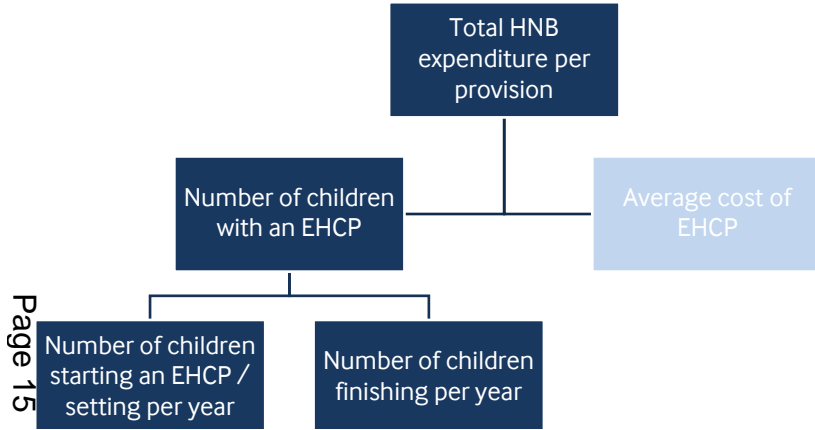 Total HNB
expenditure per
provision
Number of children
with an EHCP
Average cost of
EHCP
Number of children
starting an EHCP /
setting per year
Number of children
finishing per year
Page 15